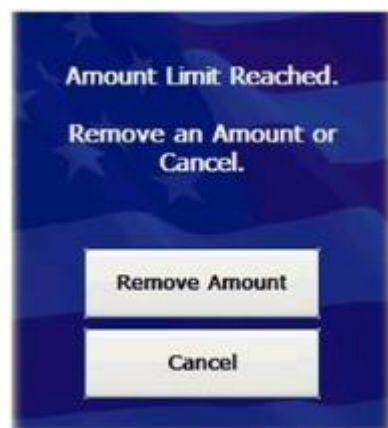 Amount Limit Reached.
Remove an Amount or
Cancel.
Remove Amount
Cancel